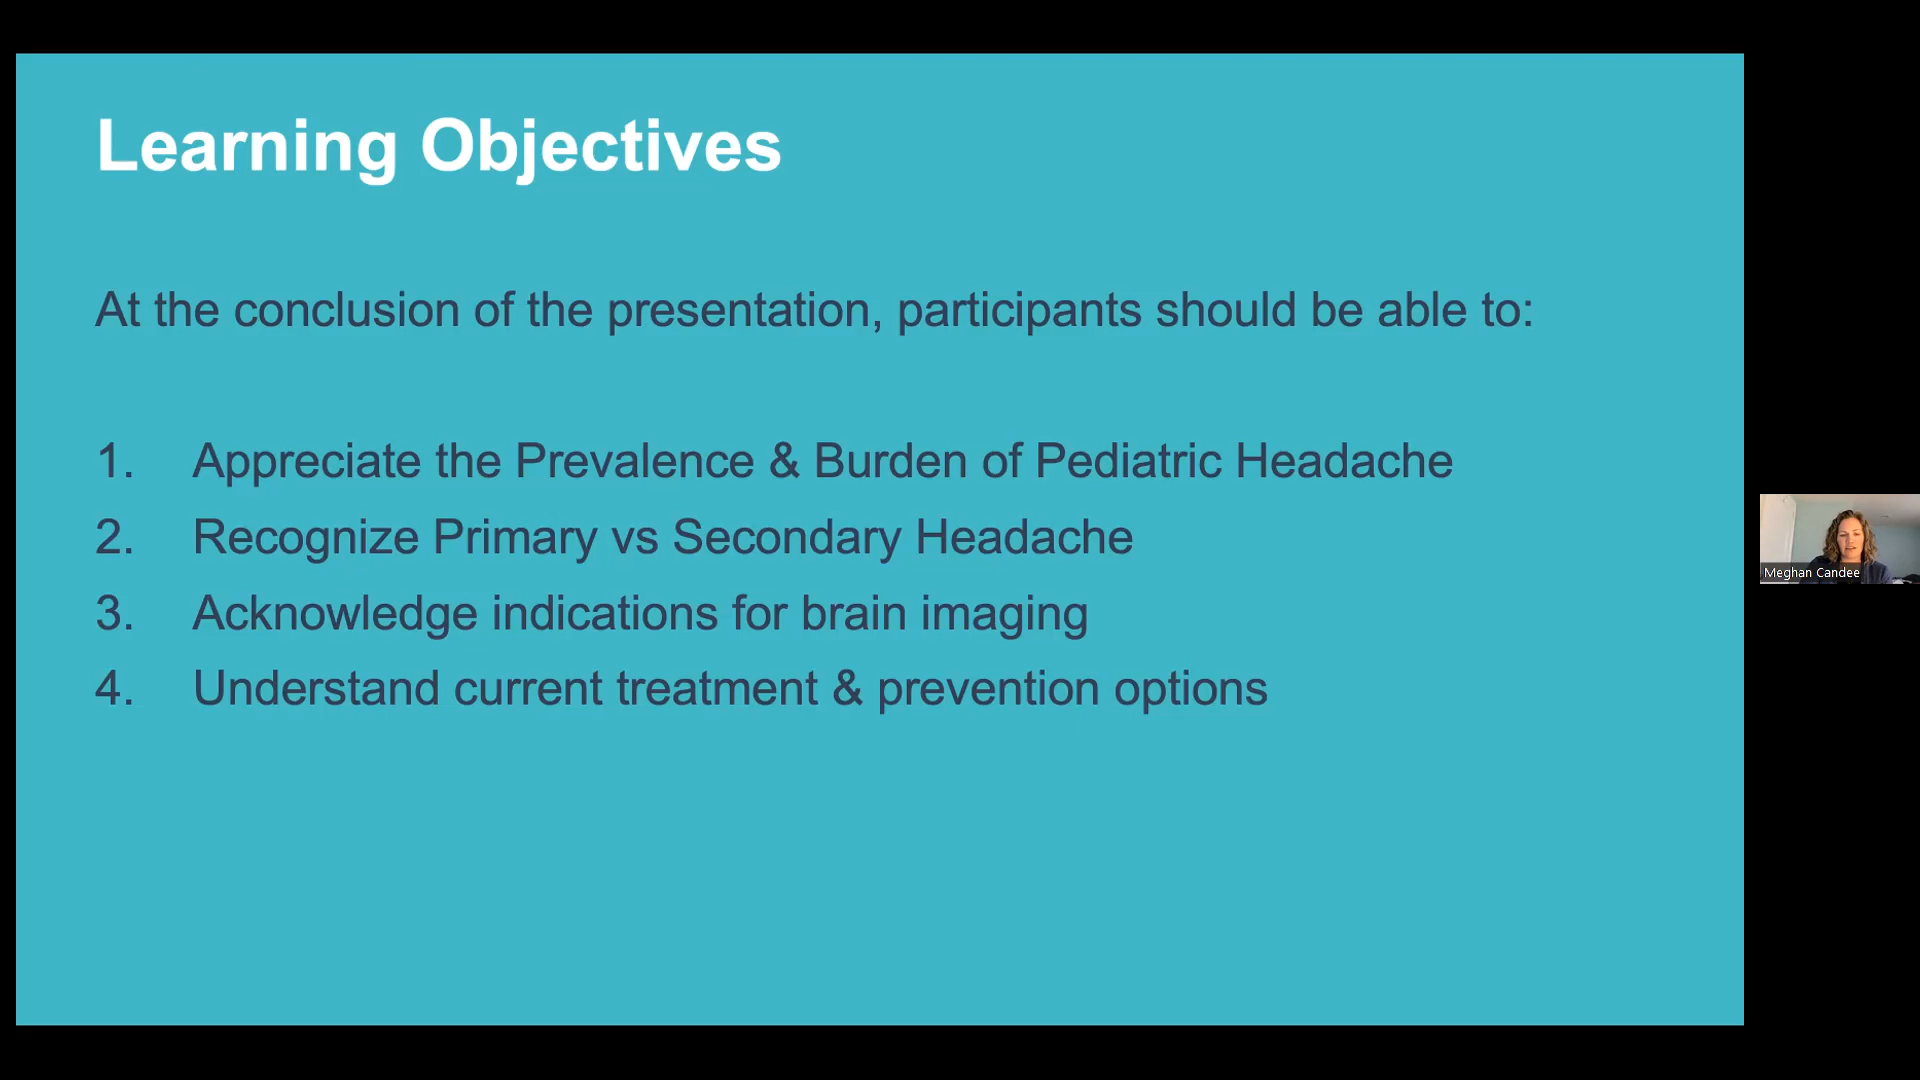 Learning Objectives
At the conclusion of the presentation, participants should be able to:
1. Appreciate the Prevalence & Burden of Pediatric Headache
2. Recognize Primary vs Secondary Headache
3. Acknowledge indications for brain imaging
4. Understand current treatment & prevention options
Meghan Candee